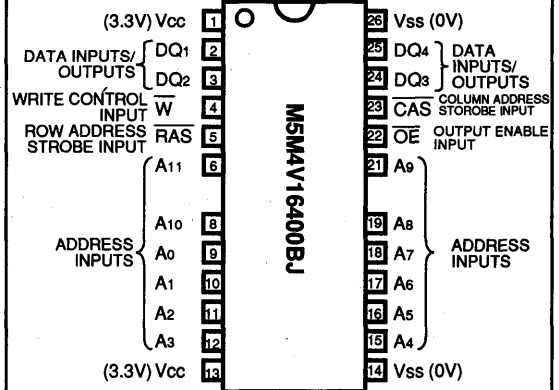 (3.3V) Vcc 1
DATA INPUTS/ OUTPUTS
DQ1 2
DQ2 3
WRITE CONTROL INPUT W 4
ROW ADDRESS STROBE INPUT RAS 5
ADDRESS INPUTS
A11 6
A10 8
A0 9
A1 10
A2 11
A3 12
(3.3V) Vcc 13
M5M4V16400BJ
26 Vss (0V)
25 DQ4
24 DQ3
DATA INPUTS/ OUTPUTS
23 CAS COLUMN ADDRESS STOROBE INPUT
22 OE OUTPUT ENABLE INPUT
21 A9
19 A8
18 A7
17 A6
16 A5
15 A4
ADDRESS INPUTS
14 Vss (0V)